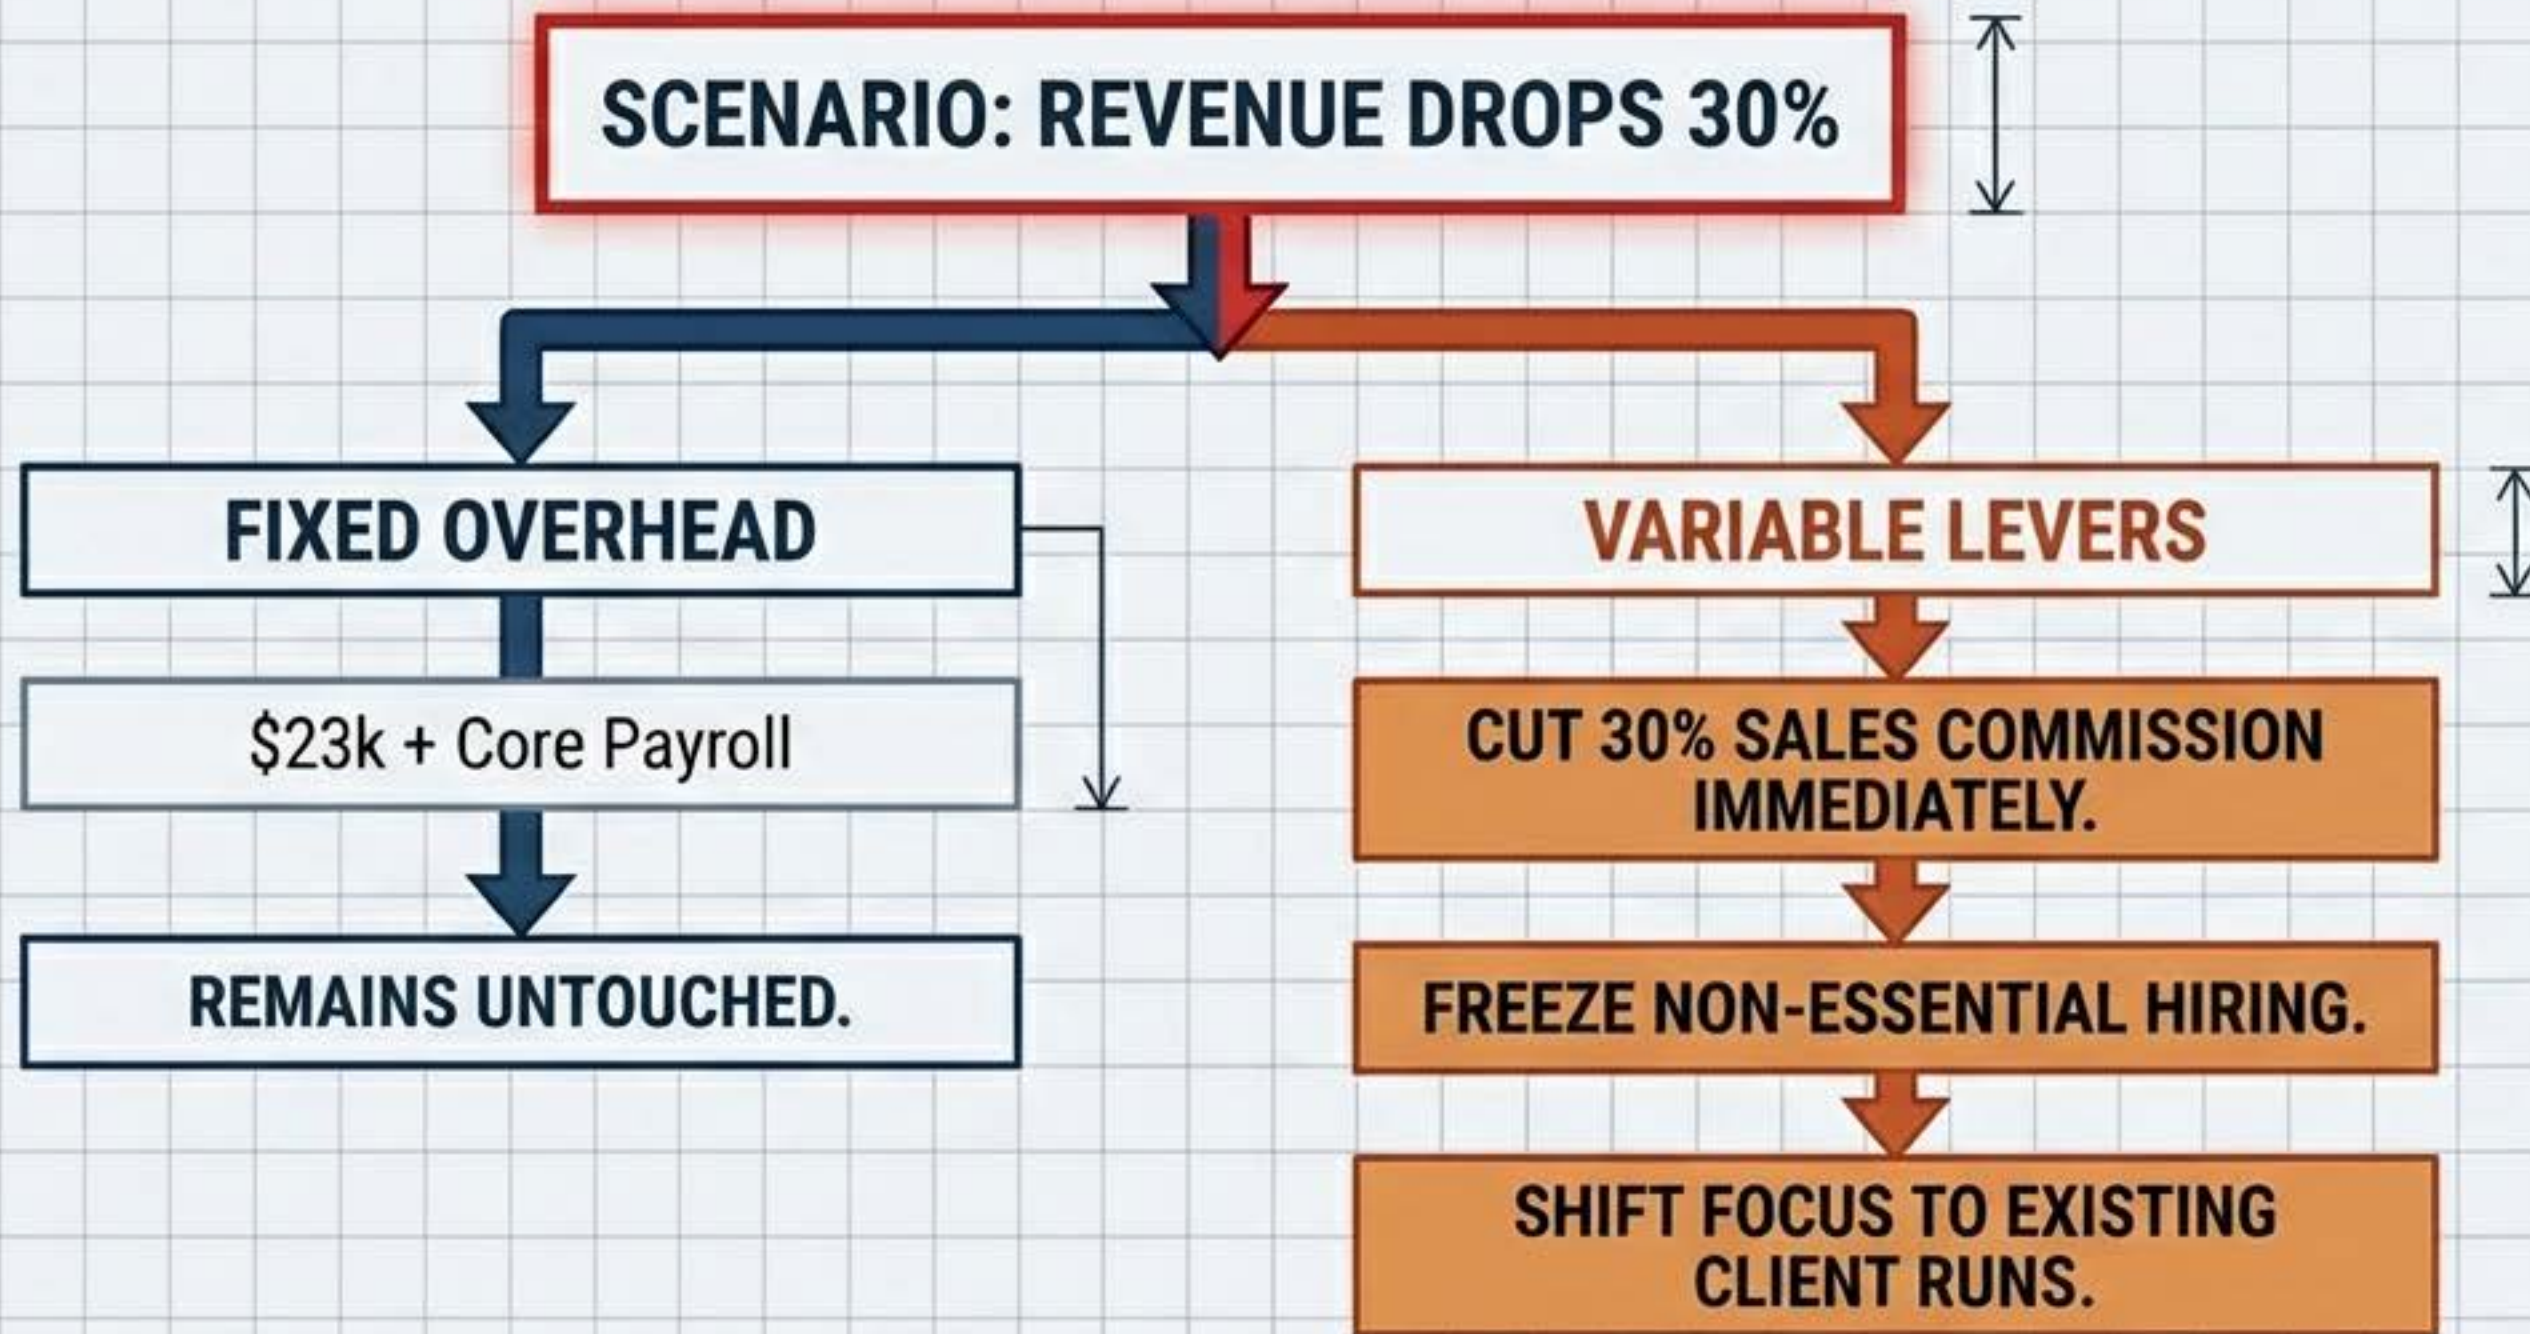 SCENARIO: REVENUE DROPS 30%
FIXED OVERHEAD
$23k + Core Payroll
REMAINS UNTOUCHED.
VARIABLE LEVERS
CUT 30% SALES COMMISSION
IMMEDIATELY.
FREEZE NON-ESSENTIAL HIRING.
SHIFT FOCUS TO EXISTING
CLIENT RUNS.